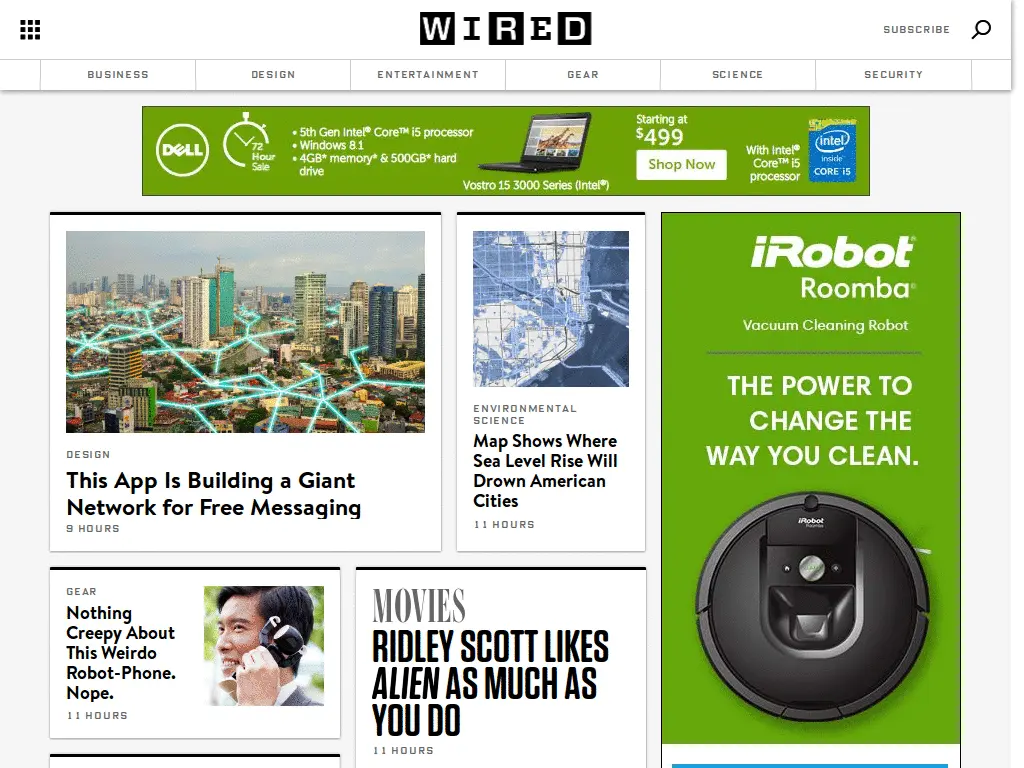 WIRED
SUBSCRIBE
BUSINESS
DESIGN
ENTERTAINMENT
GEAR
SCIENCE
SECURITY
DELL
72
Hour
Sale
• 5th Gen Intel® Core™ i5 processor
• Windows 8.1
• 4GB* memory* & 500GB* hard
drive
Vostro 15 3000 Series (Intel®)
Starting at
$499
Shop Now
With Intel®
Core™ i5
processor
intel
inside
CORE i5
DESIGN
This App Is Building a Giant
Network for Free Messaging
9 HOURS
ENVIRONMENTAL
SCIENCE
Map Shows Where
Sea Level Rise Will
Drown American
Cities
11 HOURS
iRobot®
Roomba®
Vacuum Cleaning Robot
THE POWER TO
CHANGE THE
WAY YOU CLEAN.
iRobot
Roomba
GEAR
Nothing
Creepy About
This Weirdo
Robot-Phone.
Nope.
11 HOURS
MOVIES
RIDLEY SCOTT LIKES
ALIEN AS MUCH AS
YOU DO
11 HOURS